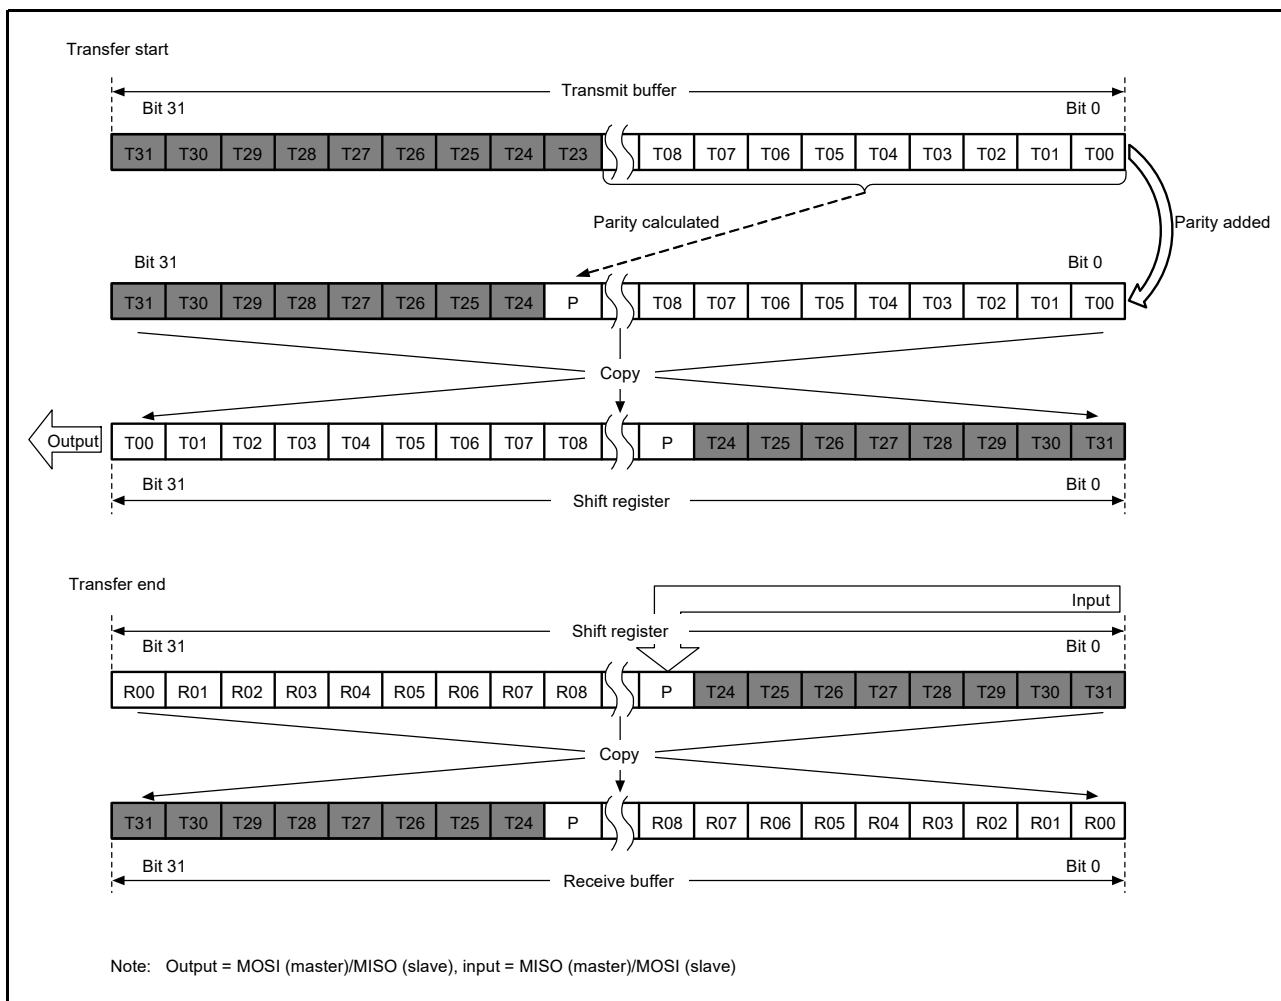 Transfer start
Transmit buffer
Bit 31 Bit 0
T31 T30 T29 T28 T27 T26 T25 T24 T23 T08 T07 T06 T05 T04 T03 T02 T01 T00
Parity calculated Parity added
Bit 31 Bit 0
T31 T30 T29 T28 T27 T26 T25 T24 P T08 T07 T06 T05 T04 T03 T02 T01 T00
Copy
Output T00 T01 T02 T03 T04 T05 T06 T07 T08 P T24 T25 T26 T27 T28 T29 T30 T31
Bit 31 Bit 0
Shift register
Transfer end
Input
Shift register
Bit 31 Bit 0
R00 R01 R02 R03 R04 R05 R06 R07 R08 P T24 T25 T26 T27 T28 T29 T30 T31
Copy
T31 T30 T29 T28 T27 T26 T25 T24 P R08 R07 R06 R05 R04 R03 R02 R01 R00
Bit 31 Bit 0
Receive buffer
Note: Output = MOSI (master)/MISO (slave), input = MISO (master)/MOSI (slave)